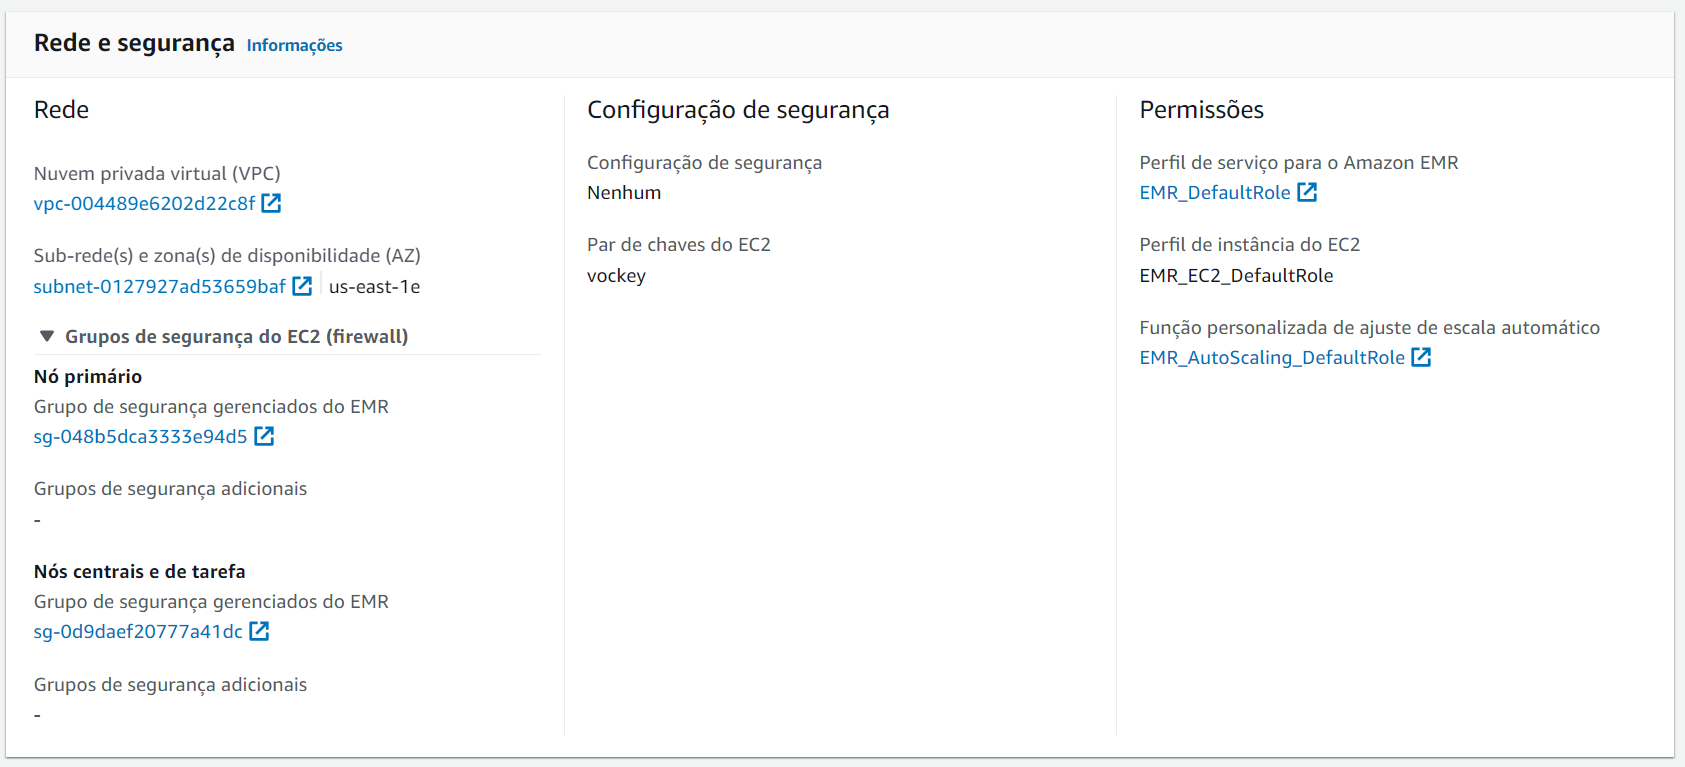 Rede e segurança Informações
Rede
Nuvem privada virtual (VPC)
vpc-004489e6202d22c8f
Sub-rede(s) e zona(s) de disponibilidade (AZ)
subnet-0127927ad53659baf us-east-1e
Grupos de segurança do EC2 (firewall)
Nó primário
Grupo de segurança gerenciados do EMR
sg-048b5dca3333e94d5
Grupos de segurança adicionais
-
Nós centrais e de tarefa
Grupo de segurança gerenciados do EMR
sg-0d9daef20777a41dc
Grupos de segurança adicionais
-
Configuração de segurança
Configuração de segurança
Nenhum
Par de chaves do EC2
vockey
Permissões
Perfil de serviço para o Amazon EMR
EMR_DefaultRole
Perfil de instância do EC2
EMR_EC2_DefaultRole
Função personalizada de ajuste de escala automático
EMR_AutoScaling_DefaultRole